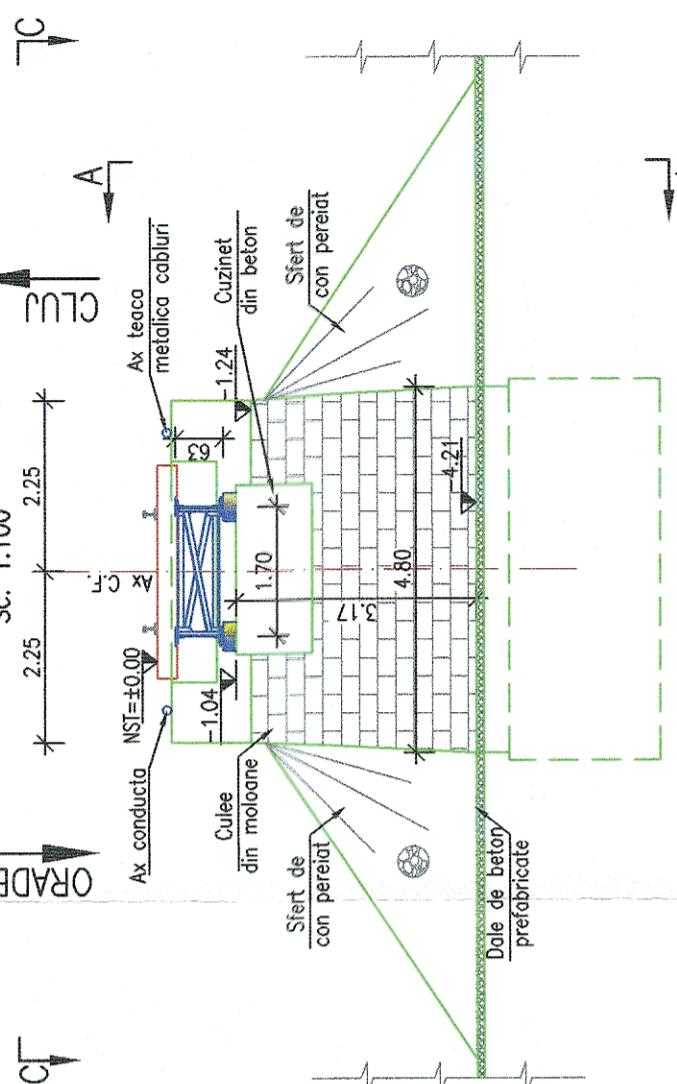 C
C
ORADE
CLUJ
Sc. 1:100
2.25
2.25
A
Ax conducta
NST=±0.00
Ax C.F.
Ax teaca
metalica cabluri
63
-1.24
-1.04
Cuzinet
din beton
Culee
din moloane
1.70
Sfert de
con pereiat
Sfert de
con pereiat
3.17
4.80
-4.21
Dale de beton
prefabricate